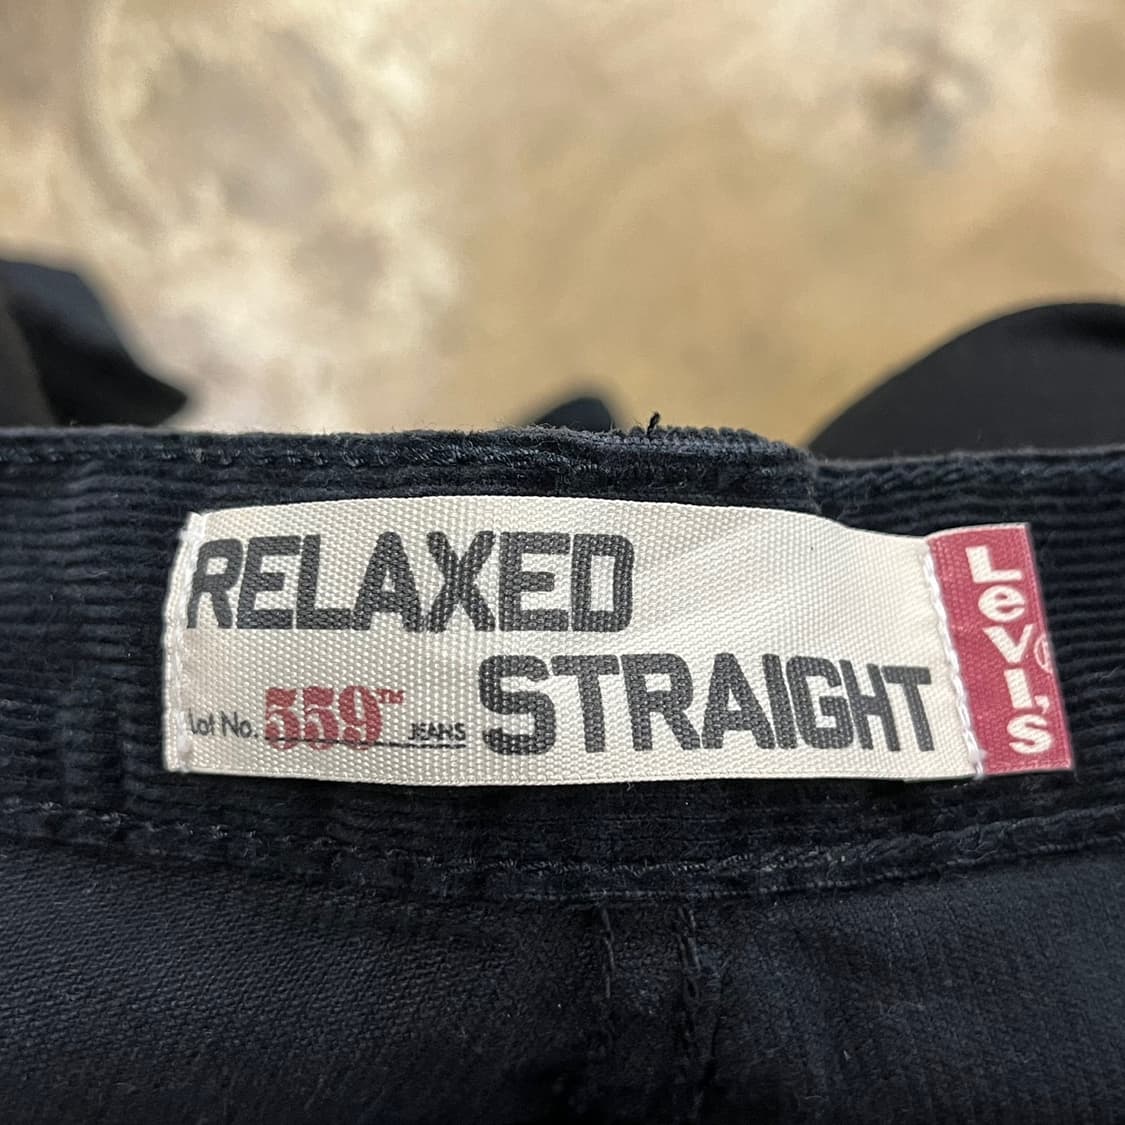 RELAXED
STRAIGHT
Lot No. 559™ JEANS
LEVI'S®